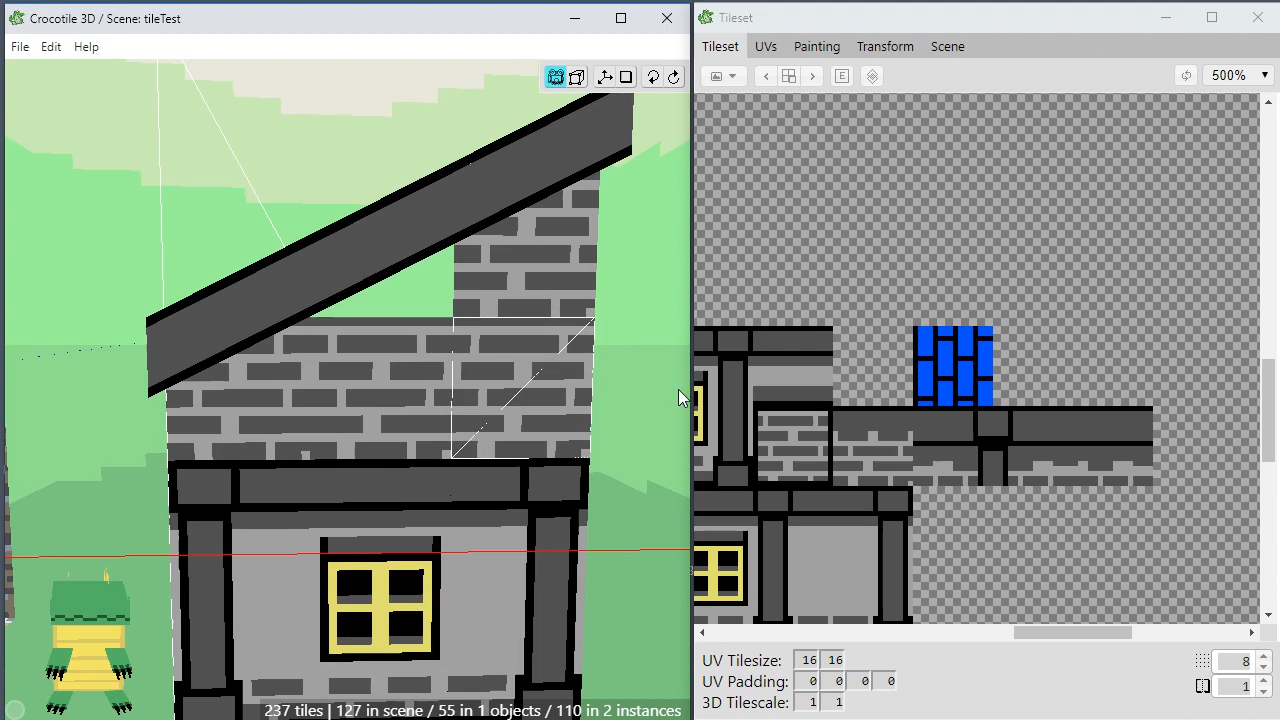 Crocotile 3D / Scene: tileTest
File Edit Help
237 tiles | 127 in scene / 55 in 1 objects / 110 in 2 instances
Tileset
Tileset UVs Painting Transform Scene
E 500%
UV Tilesize: 16 16
UV Padding: 0 0 0 0
3D Tilescale: 1 1
8
1